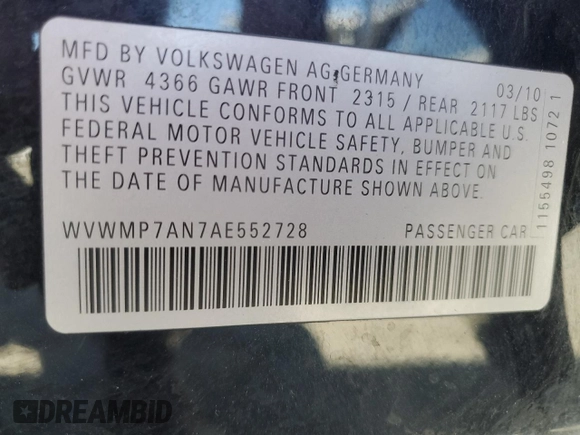 MFD BY VOLKSWAGEN AG, GERMANY 03/10
GVWR 4366 GAWR FRONT 2315 / REAR 2117 LBS
THIS VEHICLE CONFORMS TO ALL APPLICABLE U.S.
FEDERAL MOTOR VEHICLE SAFETY, BUMPER AND
THEFT PREVENTION STANDARDS IN EFFECT ON
THE DATE OF MANUFACTURE SHOWN ABOVE.
WVWMP7AN7AE552728 PASSENGER CAR
1155498 1072 1
DREAMBID